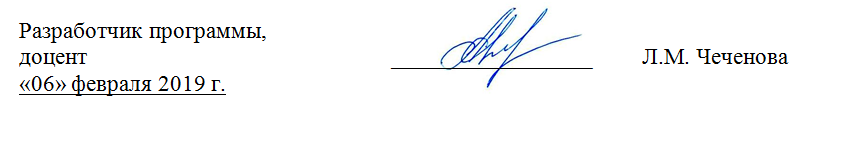 Разработчик программы,
доцент Л.М. Чеченова
«06» февраля 2019 г.